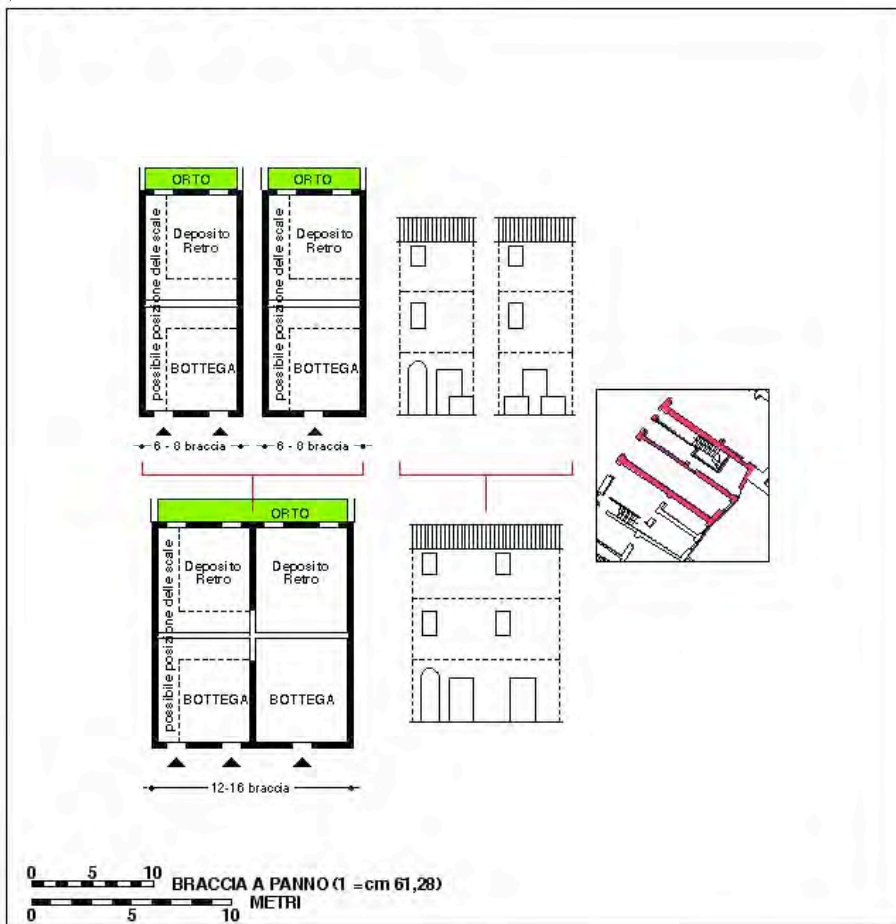 ORTO
ORTO
possibile posizione delle scale
Deposito
Retro
BOTTEGA
possibile posizione delle scale
Deposito
Retro
BOTTEGA
6 - 8 braccia
6 - 8 braccia
ORTO
possibile posizione delle scale
Deposito
Retro
Deposito
Retro
BOTTEGA
BOTTEGA
12-16 braccia
0 5 10
BRACCIA A PANNO (1 =cm 61,28)
METRI
0 5 10